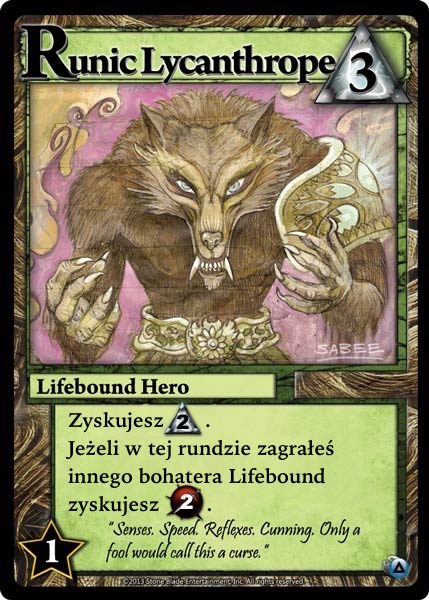 Runic Lycanthrope 3
SABEE
Lifebound Hero
Zyskujesz 2 .
Jeżeli w tej rundzie zagrałeś
innego bohatera Lifebound
zyskujesz 2 .
"Senses. Speed. Reflexes. Cunning. Only a
fool would call this a curse."
1
©2013 Stone Blade Entertainment, Inc. All rights reserved.